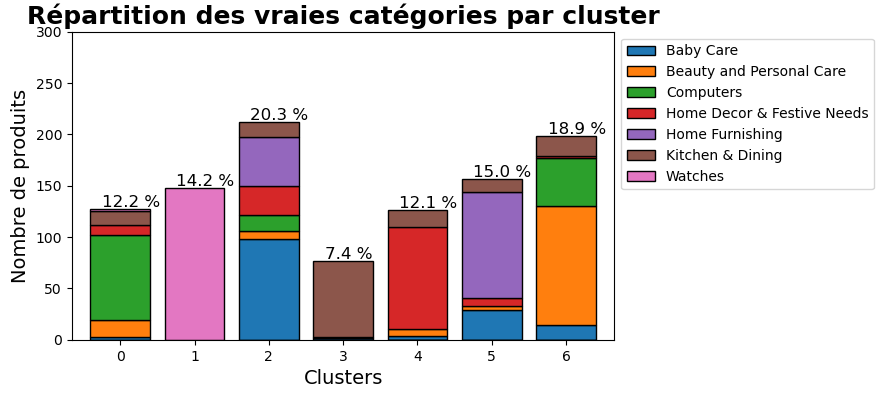 Répartition des vraies catégories par cluster
Nombre de produits
300
250
200
150
100
50
0
12.2 %
14.2 %
20.3 %
7.4 %
12.1 %
15.0 %
18.9 %
0 1 2 3 4 5 6
Clusters
Baby Care
Beauty and Personal Care
Computers
Home Decor & Festive Needs
Home Furnishing
Kitchen & Dining
Watches